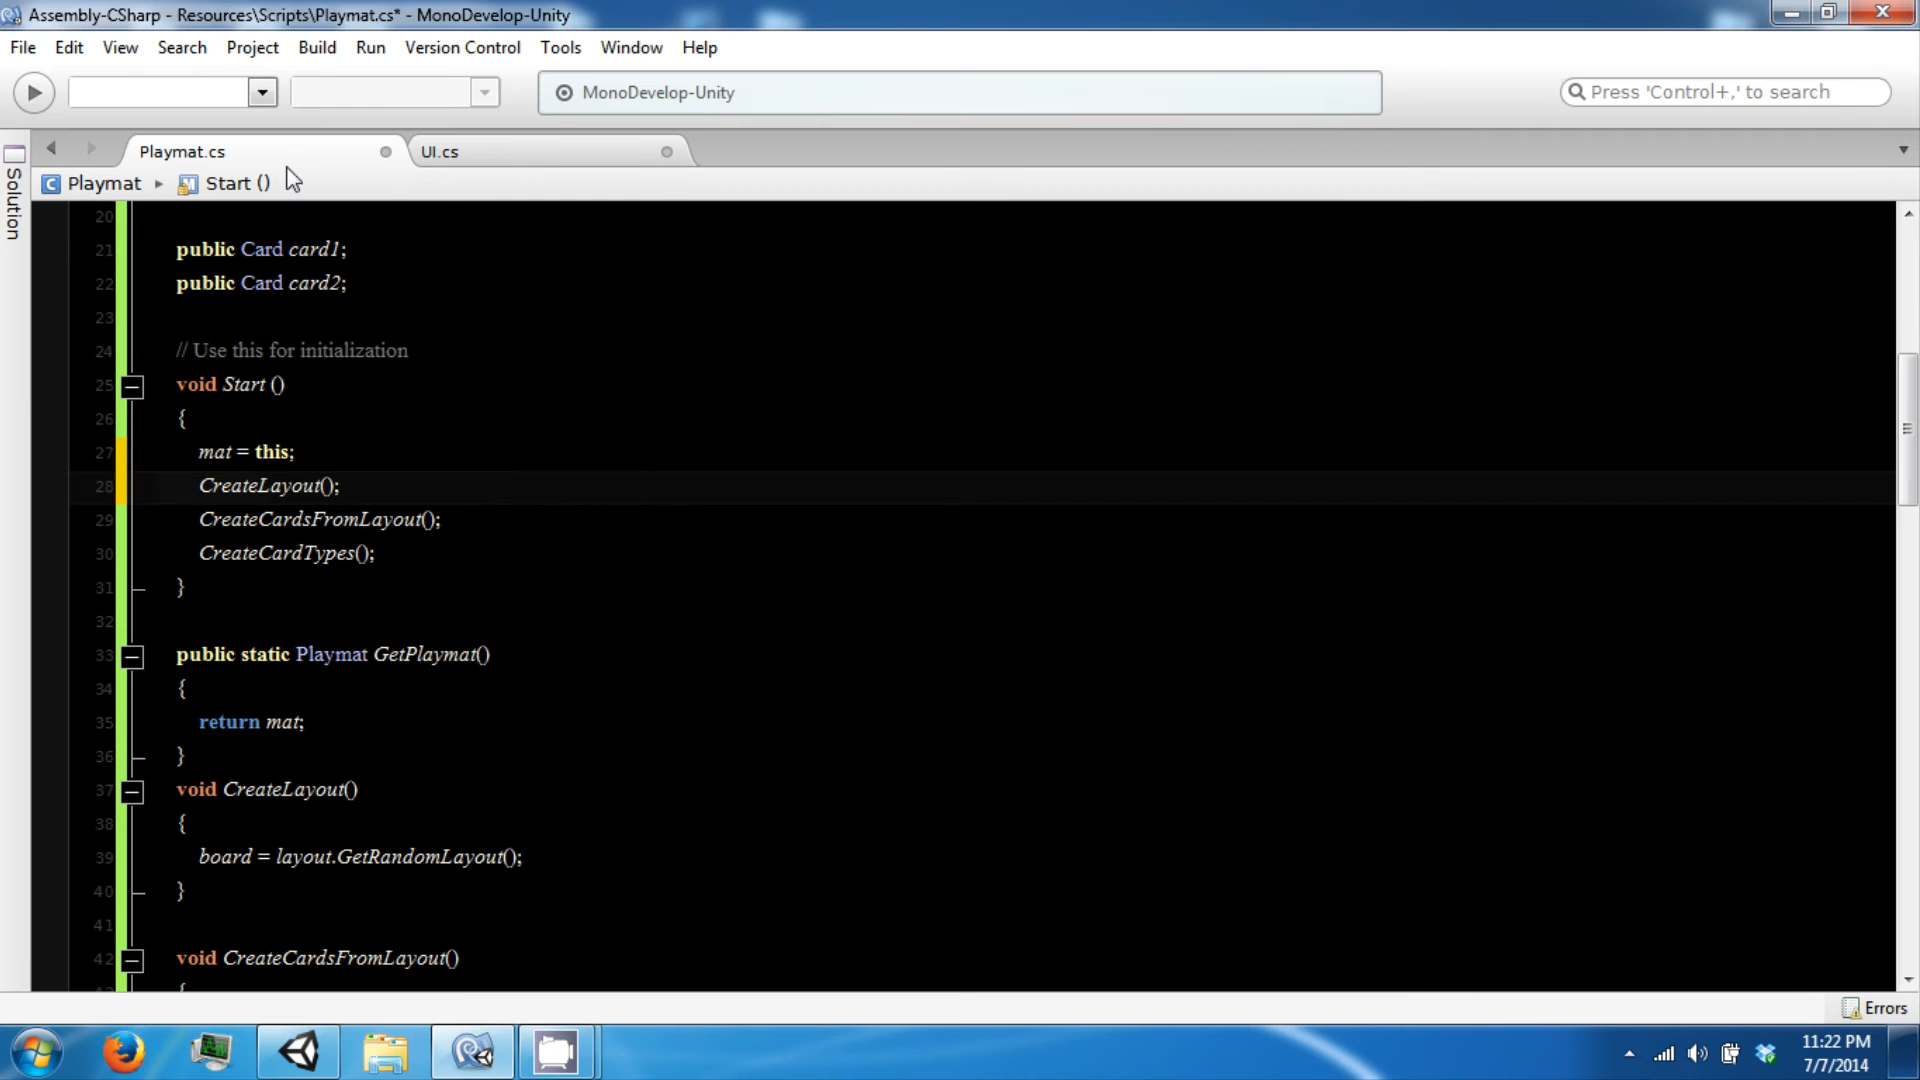 Assembly-CSharp - Resources\Scripts\Playmat.cs* - MonoDevelop-Unity
File Edit View Search Project Build Run Version Control Tools Window Help
MonoDevelop-Unity
Press 'Control+,' to search
Solution
Playmat.cs UI.cs
Playmat Start ()
20
21 public Card card1;
22 public Card card2;
23
24 // Use this for initialization
25 void Start ()
26 {
27 mat = this;
28 CreateLayout();
29 CreateCardsFromLayout();
30 CreateCardTypes();
31 }
32
33 public static Playmat GetPlaymat()
34 {
35 return mat;
36 }
37 void CreateLayout()
38 {
39 board = layout.GetRandomLayout();
40 }
41
42 void CreateCardsFromLayout()
43 {
Errors
11:22 PM
7/7/2014